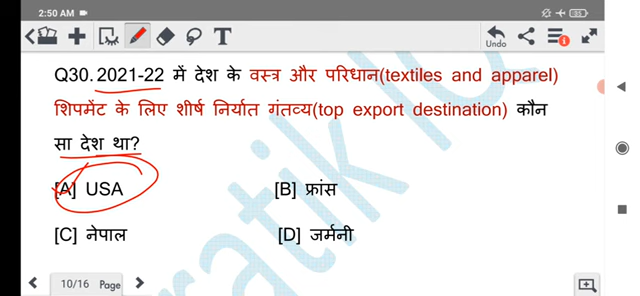 2:50 AM
35
T
Undo
Q30. 2021-22 में देश के वस्त्र और परिधान(textiles and apparel)
शिपमेंट के लिए शीर्ष निर्यात गंतव्य(top export destination) कौन
सा देश था?
[A] USA
[B] फ्रांस
[C] नेपाल
[D] जर्मनी
10/16 Page